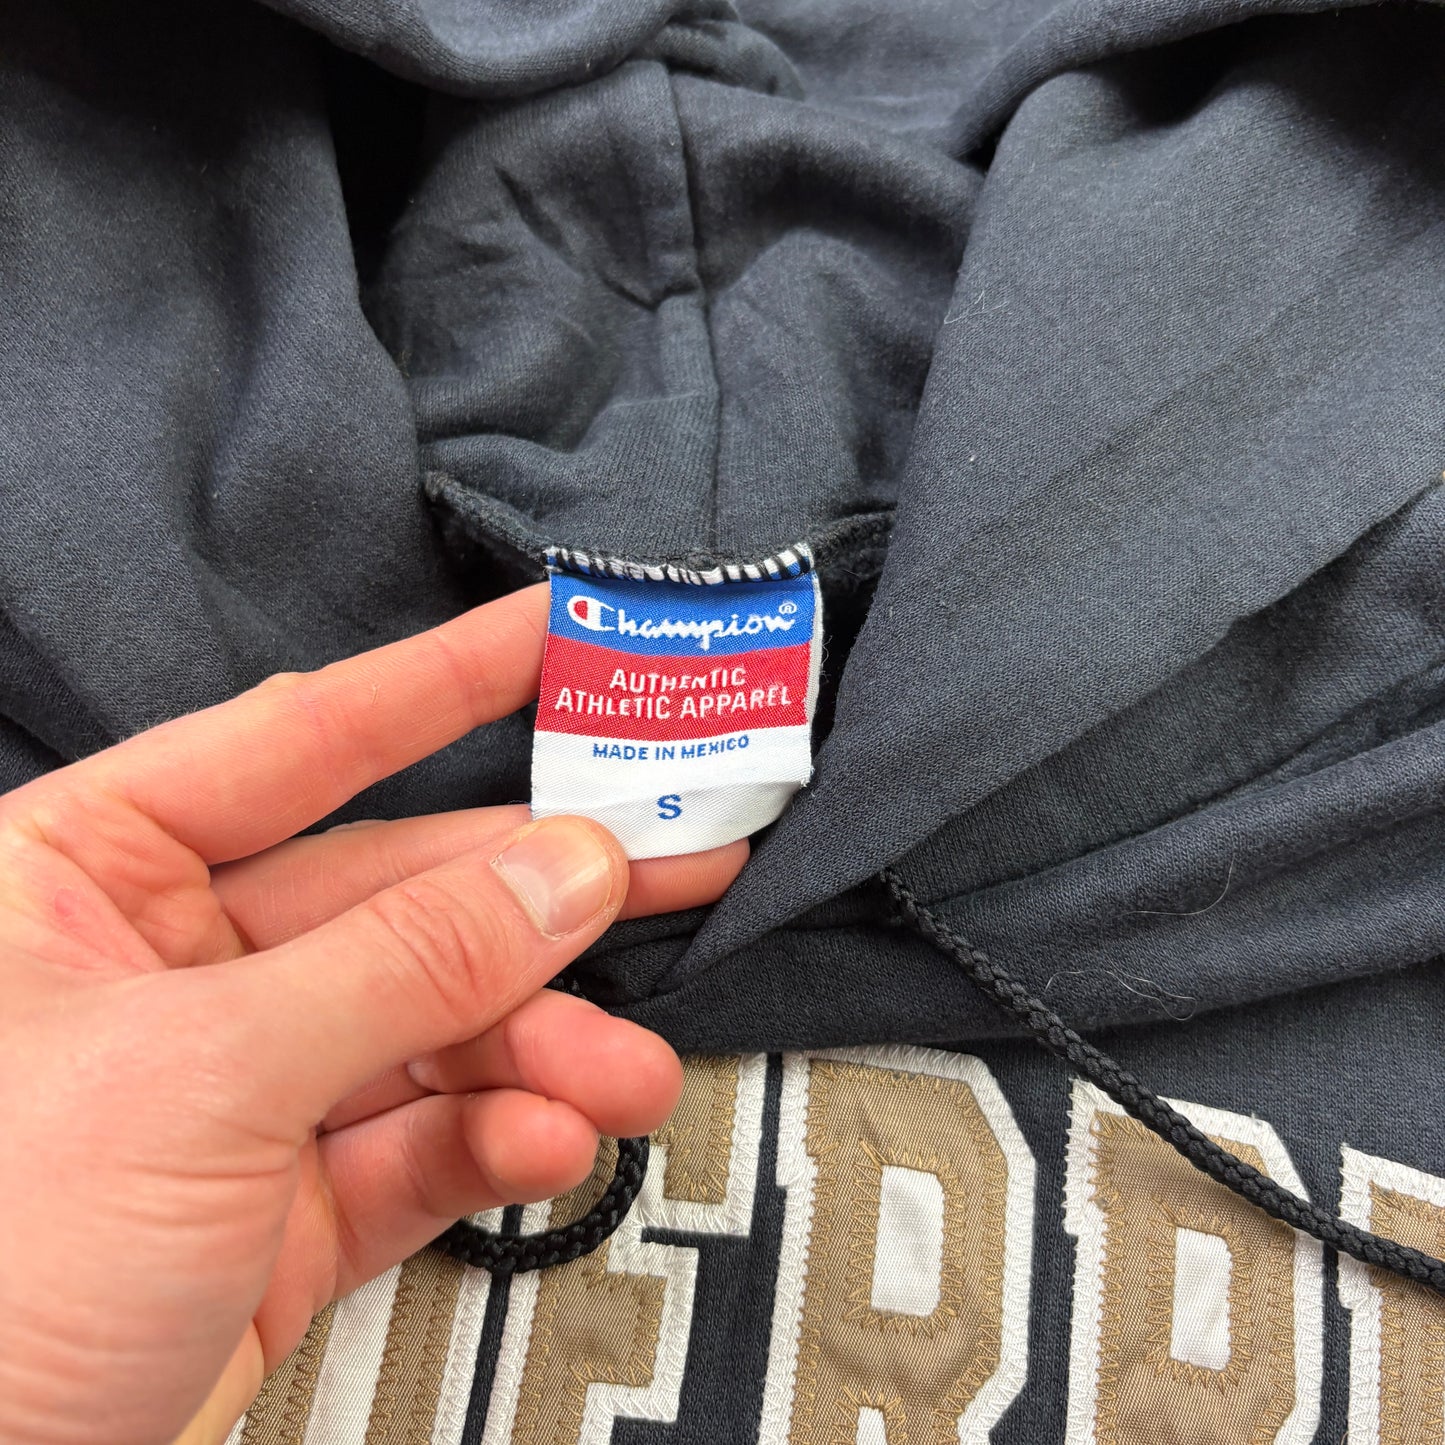 Champion®
AUTHENTIC
ATHLETIC APPAREL
MADE IN MEXICO
S